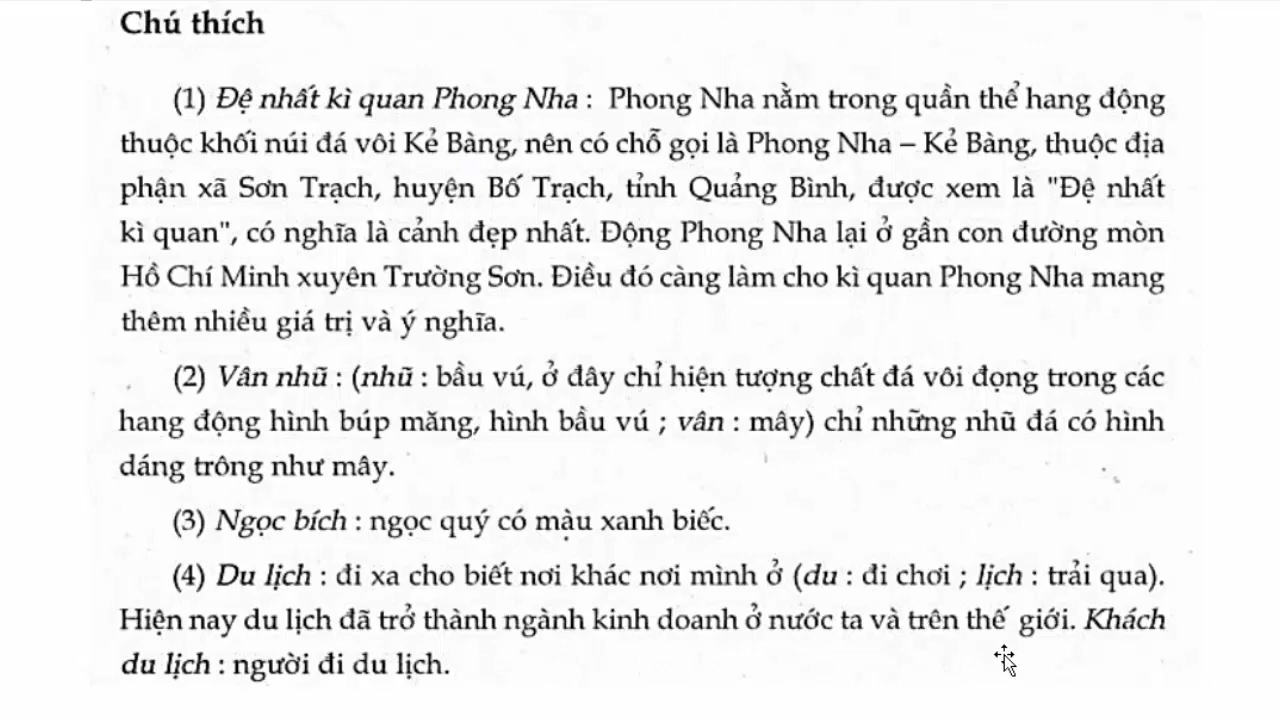 Chú thích
(1) Đệ nhất kì quan Phong Nha : Phong Nha nằm trong quần thể hang động
thuộc khối núi đá vôi Kẻ Bàng, nên có chỗ gọi là Phong Nha – Kẻ Bàng, thuộc địa
phận xã Sơn Trạch, huyện Bố Trạch, tỉnh Quảng Bình, được xem là "Đệ nhất
kì quan", có nghĩa là cảnh đẹp nhất. Động Phong Nha lại ở gần con đường mòn
Hồ Chí Minh xuyên Trường Sơn. Điều đó càng làm cho kì quan Phong Nha mang
thêm nhiều giá trị và ý nghĩa.
(2) Vân nhũ : (nhũ : bầu vú, ở đây chỉ hiện tượng chất đá vôi đọng trong các
hang động hình búp măng, hình bầu vú ; vân : mây) chỉ những nhũ đá có hình
dáng trông như mây.
(3) Ngọc bích : ngọc quý có màu xanh biếc.
(4) Du lịch : đi xa cho biết nơi khác nơi mình ở (du : đi chơi ; lịch : trải qua).
Hiện nay du lịch đã trở thành ngành kinh doanh ở nước ta và trên thế giới. Khách
du lịch : người đi du lịch.